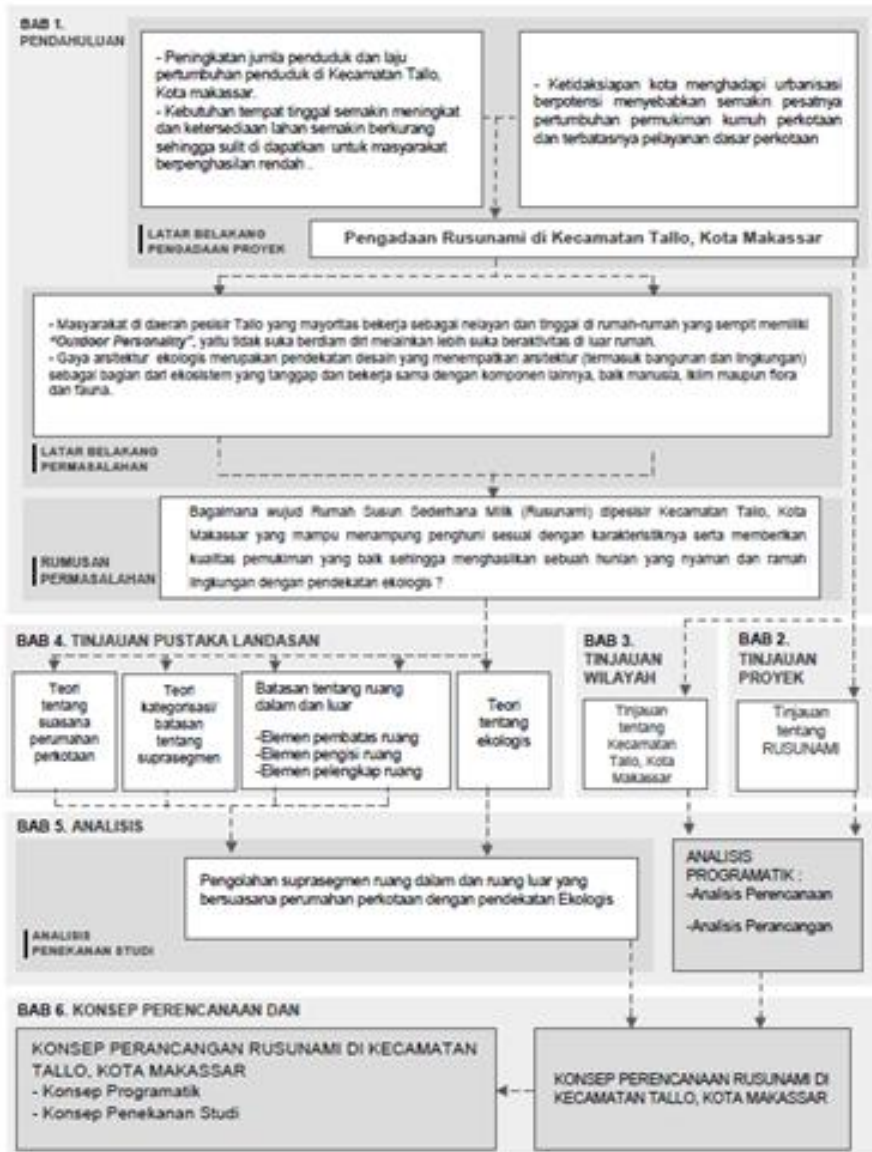 BAB 1.
PENDAHULUAN
- Peningkatan jumla penduduk dan laju
pertumbuhan penduduk di Kecamatan Tallo,
Kota makassar.
- Kebutuhan tempat tinggal semakin meningkat
dan ketersediaan lahan semakin berkurang
sehingga sulit di dapatkan untuk masyarakat
berpenghasilan rendah .
- Ketidaksiapan kota menghadapi urbanisasi
berpotensi menyebabkan semakin pesatnya
pertumbuhan permukiman kumuh perkotaan
dan terbatasnya pelayanan dasar perkotaan
LATAR BELAKANG
PENGADAAN PROYEK
Pengadaan Rusunami di Kecamatan Tallo, Kota Makassar
- Masyarakat di daerah pesisir Tallo yang mayoritas bekerja sebagai nelayan dan tinggal di rumah-rumah yang sempit memiliki
"Outdoor Personality", yaitu tidak suka berdiam diri melainkan lebih suka beraktivitas di luar rumah.
- Gaya arsitektur ekologis merupakan pendekatan desain yang menempatkan arsitektur (termasuk bangunan dan lingkungan)
sebagai bagian dari ekosistem yang tanggap dan bekerja sama dengan komponen lainnya, baik manusia, iklim maupun flora
dan fauna.
LATAR BELAKANG
PERMASALAHAN
Bagaimana wujud Rumah Susun Sederhana Milik (Rusunami) dipesisir Kecamatan Tallo, Kota
Makassar yang mampu menampung penghuni sesuai dengan karakteristiknya serta memberikan
kualitas pemukiman yang baik sehingga menghasilkan sebuah hunian yang nyaman dan ramah
lingkungan dengan pendekatan ekologis ?
RUMUSAN
PERMASALAHAN
BAB 4. TINJAUAN PUSTAKA LANDASAN
Teori
tentang
suasana
perumahan
perkotaan
Teori
kategorisasi/
batasan
tentang
suprasegmen
Batasan tentang ruang
dalam dan luar
-Elemen pembatas ruang
-Elemen pengisi ruang
-Elemen pelengkap ruang
Teori
tentang
ekologis
BAB 3.
TINJAUAN
WILAYAH
Tinjauan
tentang
Kecamatan
Tallo, Kota
Makassar
BAB 2.
TINJAUAN
PROYEK
Tinjauan
tentang
RUSUNAMI
BAB 5. ANALISIS
Pengolahan suprasegmen ruang dalam dan ruang luar yang
bersuasana perumahan perkotaan dengan pendekatan Ekologis
ANALISIS
PENEKANAN STUDI
ANALISIS
PROGRAMATIK :
-Analisis Perencanaan
-Analisis Perancangan
BAB 6. KONSEP PERENCANAAN DAN
KONSEP PERANCANGAN RUSUNAMI DI KECAMATAN
TALLO, KOTA MAKASSAR
- Konsep Programatik
- Konsep Penekanan Studi
KONSEP PERENCANAAN RUSUNAMI DI
KECAMATAN TALLO, KOTA MAKASSAR